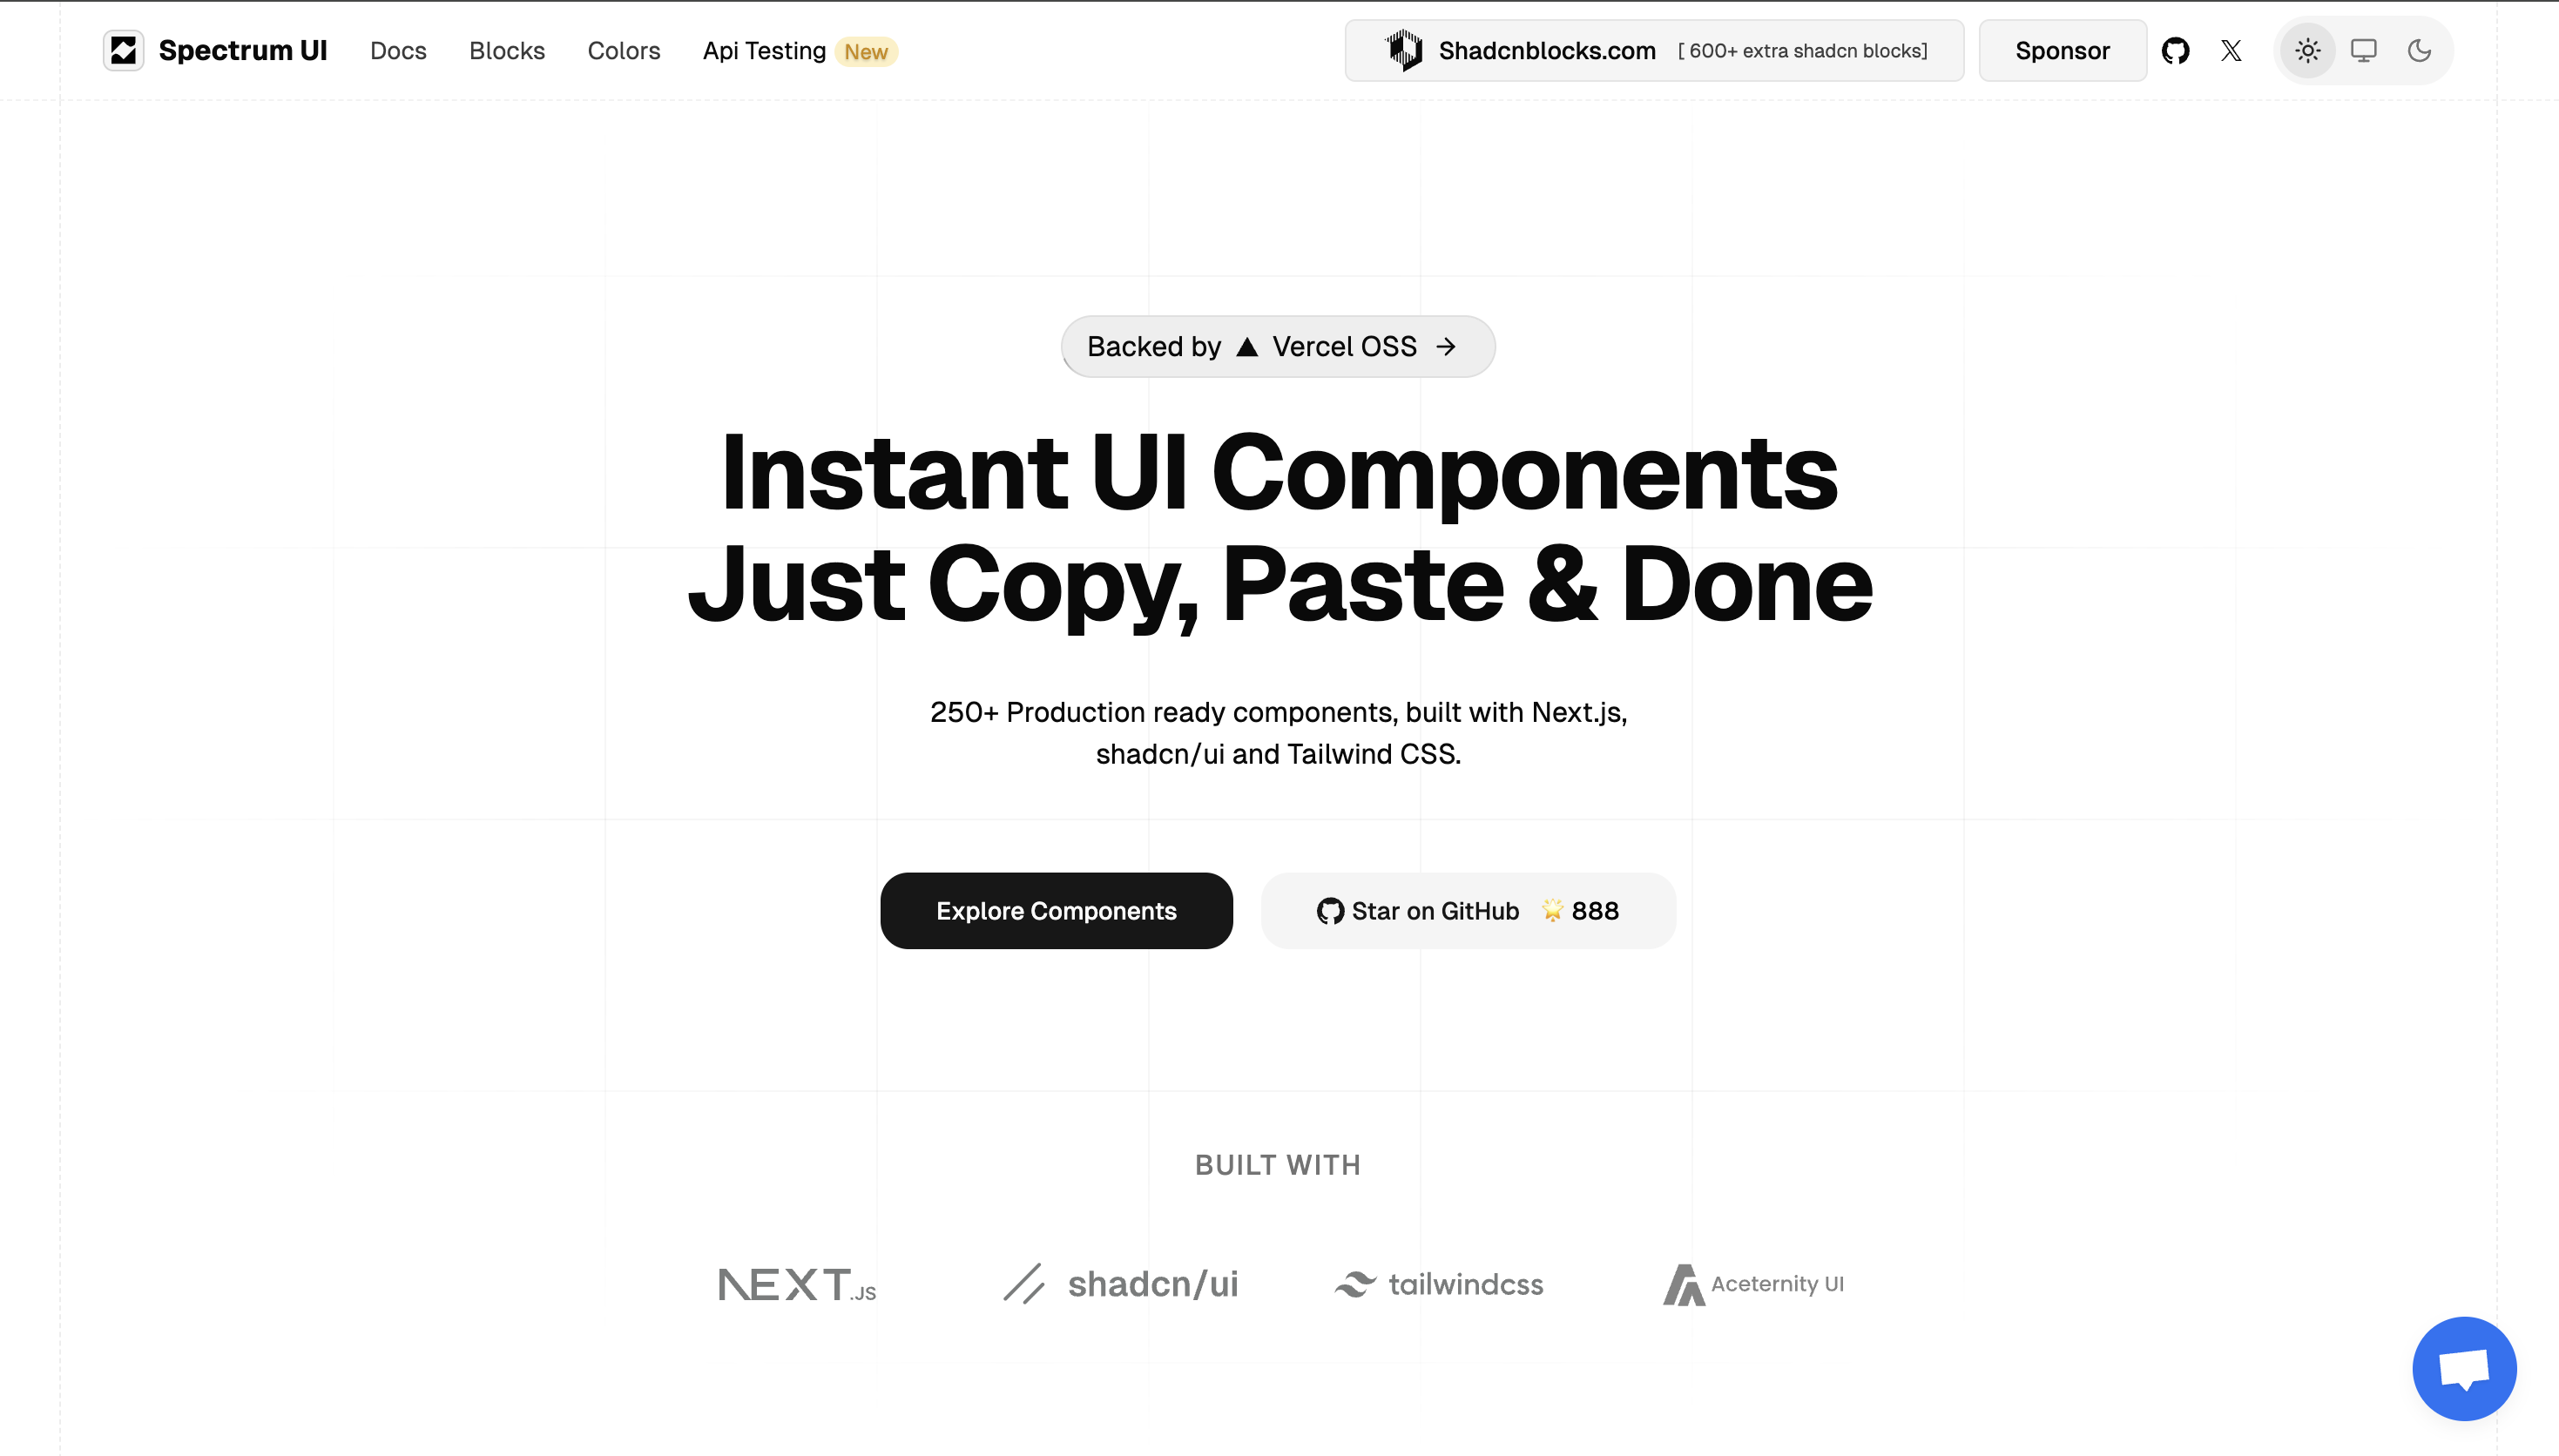 Spectrum UI Docs Blocks Colors Api Testing New Shadcnblocks.com [ 600+ extra shadcn blocks] Sponsor
Backed by ▲ Vercel OSS →
Instant UI Components
Just Copy, Paste & Done
250+ Production ready components, built with Next.js,
shadcn/ui and Tailwind CSS.
Explore Components Star on GitHub 🌟 888
BUILT WITH
NEXT.JS shadcn/ui tailwindcss Aceternity UI